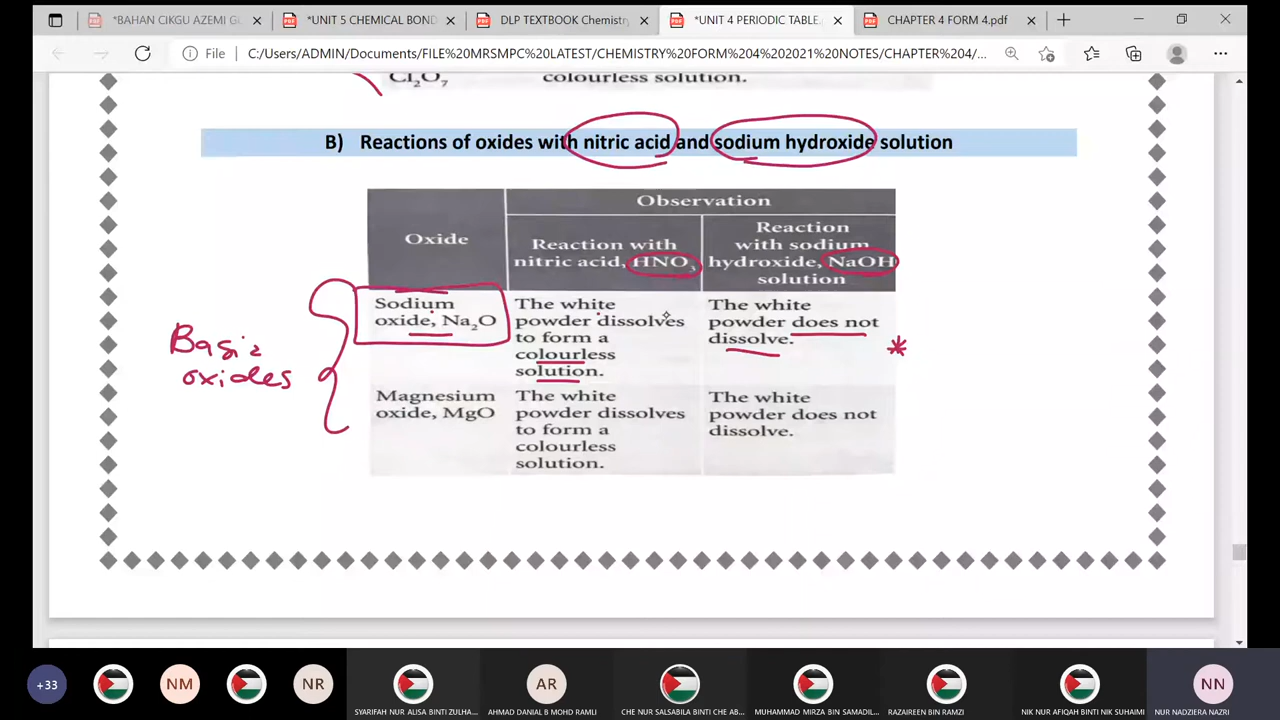 *BAHAN CIKGU AZEMI G
*UNIT 5 CHEMICAL BOND
DLP TEXTBOOK Chemistry
*UNIT 4 PERIODIC TABLE
CHAPTER 4 FORM 4.pdf
File
C:/Users/ADMIN/Documents/FILE%20MRSMPC%20LATEST/CHEMISTRY%20FORM%204%202021%20NOTES/CHAPTER%204/...
Cl₂O₇ colourless solution.
B) Reactions of oxides with nitric acid and sodium hydroxide solution
Oxide
Observation
Reaction with
nitric acid, HNO₃
Reaction
with sodium
hydroxide, NaOH
solution
Sodium
oxide, Na₂O
The white
powder dissolves
to form a
colourless
solution.
The white
powder does not
dissolve.
*
Basic
oxides
Magnesium
oxide, MgO
The white
powder dissolves
to form a
colourless
solution.
The white
powder does not
dissolve.
+33
NM
NR
SYARIFAH NUR ALISA BINTI ZULHA...
AR
AHMAD DANIAL B MOHD RAMLI
CHE NUR SALSABILA BINTI CHE AB...
MUHAMMAD MIRZA BIN SAMADIL...
RAZAIREEN BIN RAMZI
NIK NUR AFIQAH BINTI NIK SUHAIMI
NN
NUR NADZIERA NAZRI